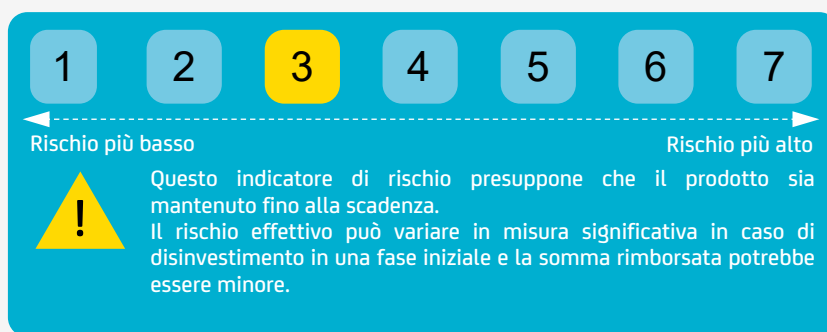 1 2 3 4 5 6 7
Rischio più basso Rischio più alto
! Questo indicatore di rischio presuppone che il prodotto sia
mantenuto fino alla scadenza.
Il rischio effettivo può variare in misura significativa in caso di
disinvestimento in una fase iniziale e la somma rimborsata potrebbe
essere minore.